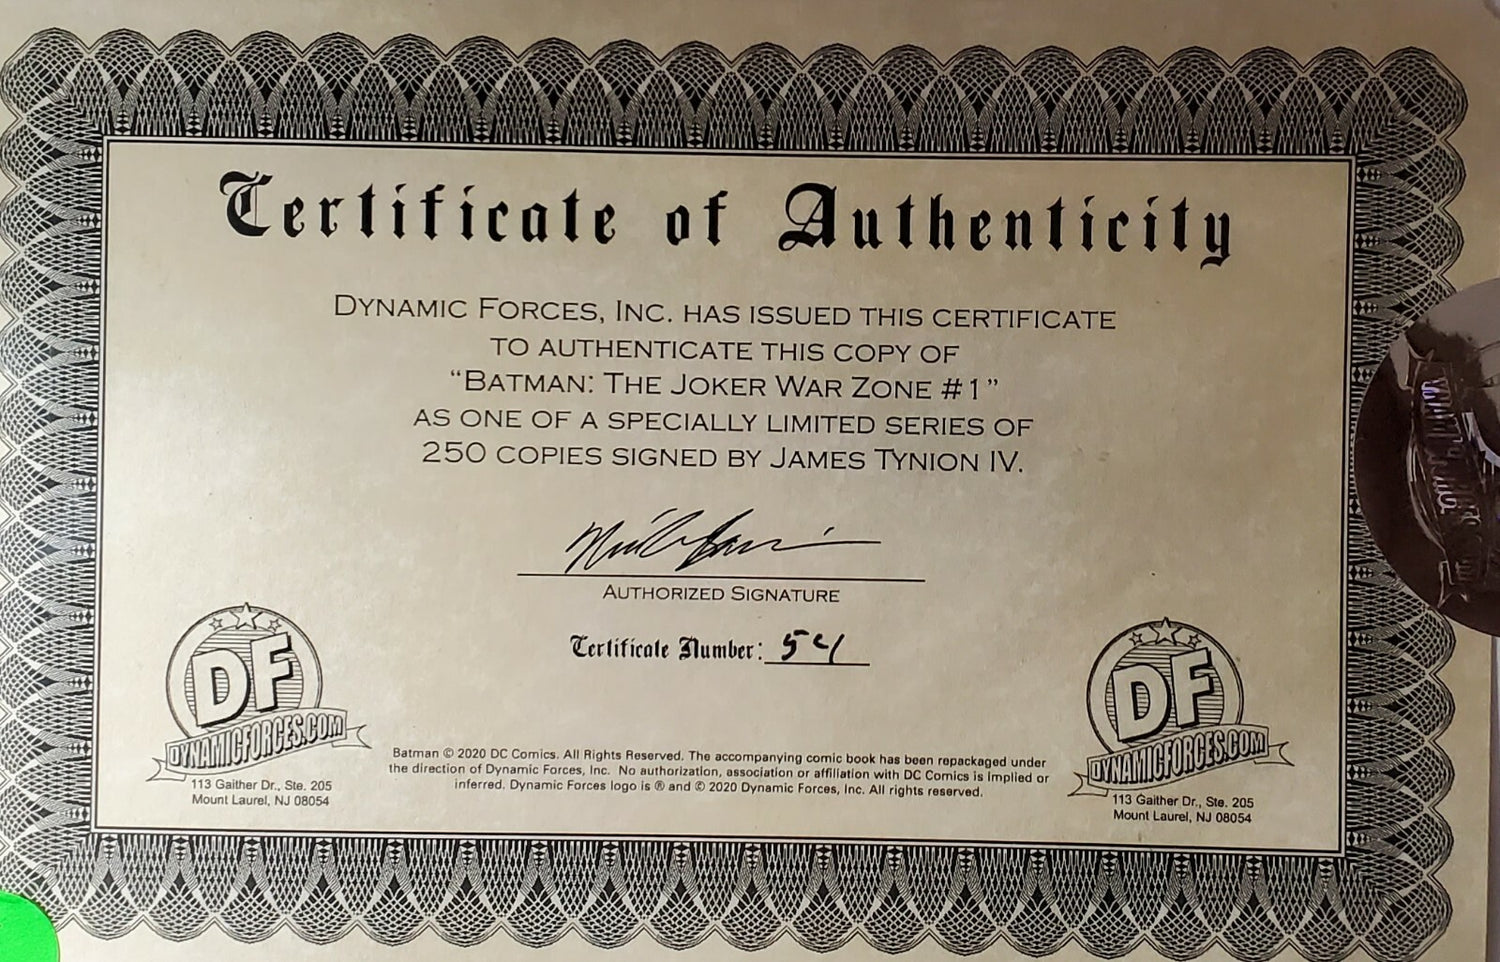 Certificate of Authenticity
DYNAMIC FORCES, INC. HAS ISSUED THIS CERTIFICATE
TO AUTHENTICATE THIS COPY OF
“BATMAN: THE JOKER WAR ZONE #1”
AS ONE OF A SPECIALLY LIMITED SERIES OF
250 COPIES SIGNED BY JAMES TYNION IV.
AUTHORIZED SIGNATURE
Certificate Number: 54
DF
DYNAMICFORCES.COM
113 Gaither Dr., Ste. 205
Mount Laurel, NJ 08054
Batman © 2020 DC Comics. All Rights Reserved. The accompanying comic book has been repackaged under
the direction of Dynamic Forces, Inc. No authorization, association or affiliation with DC Comics is implied or
inferred. Dynamic Forces logo is ® and © 2020 Dynamic Forces, Inc. All rights reserved.
DF
DYNAMICFORCES.COM
113 Gaither Dr., Ste. 205
Mount Laurel, NJ 08054